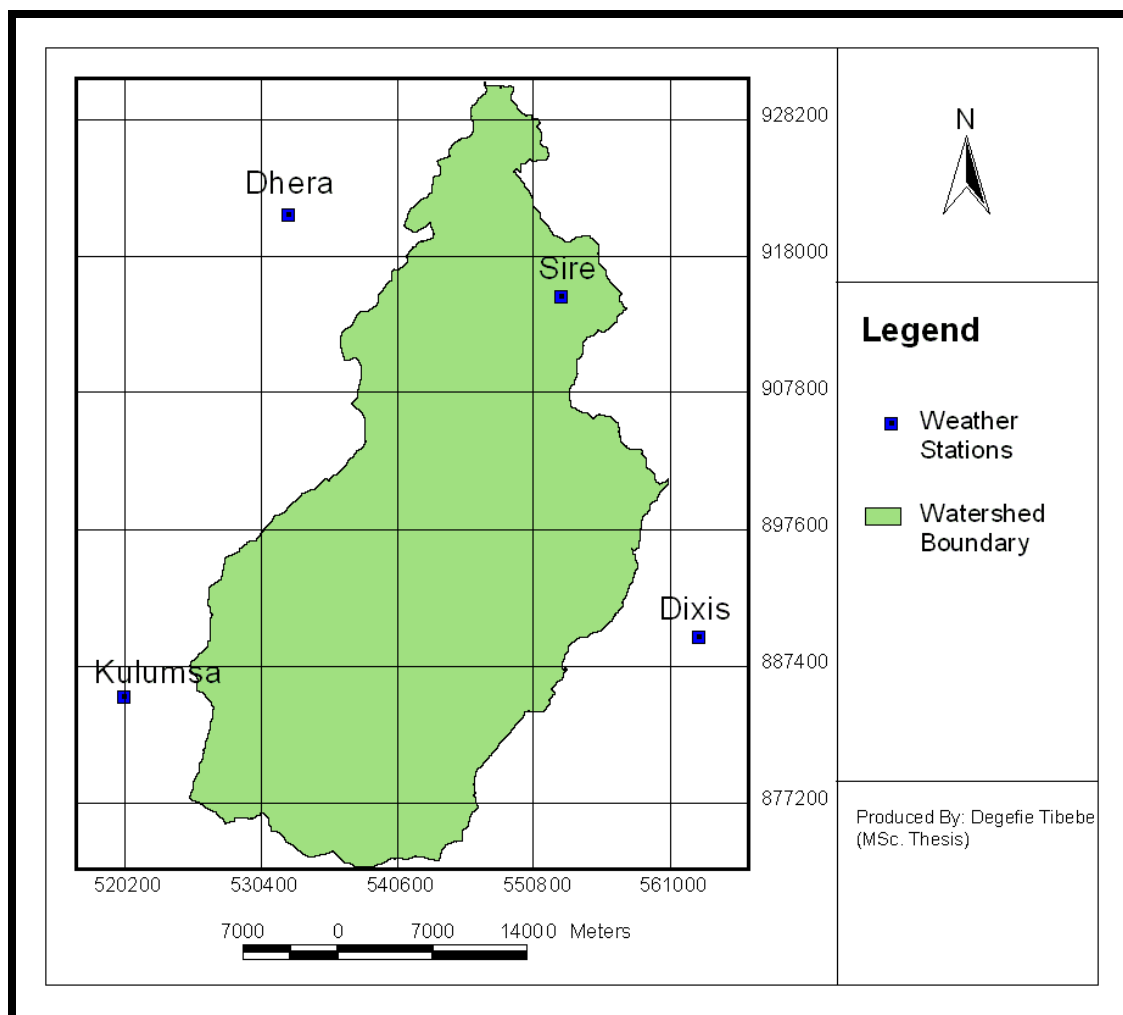 Dhera
Sire
Dixis
Kulumsa
928200
918000
907800
897600
887400
877200
520200
530400
540600
550800
561000
7000
0
7000
14000 Meters
N
Legend
Weather
Stations
Watershed
Boundary
Produced By: Degefie Tibebe
(MSc. Thesis)